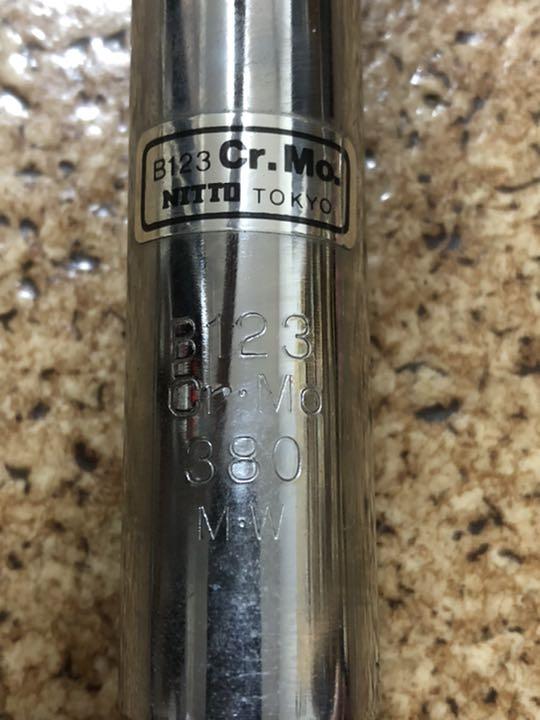 B123 Cr.Mo.
NITTO TOKYO
B123
Cr.Mo
380
M.W